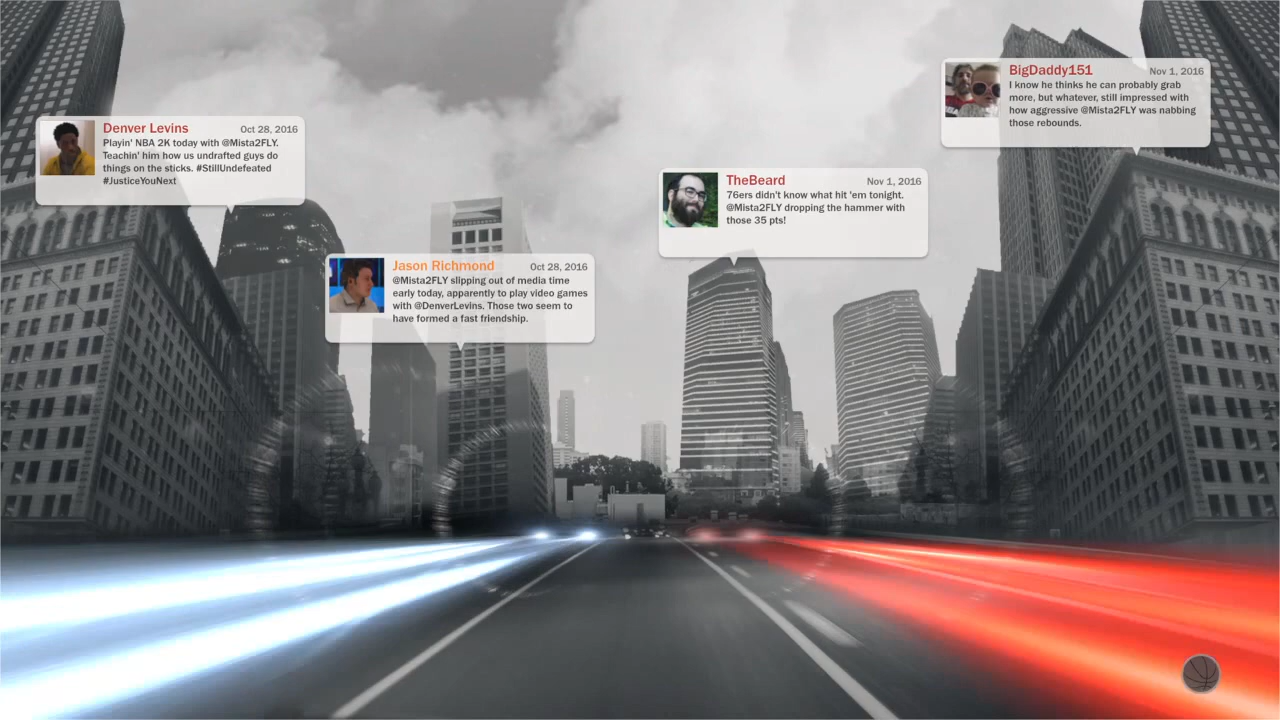 Denver Levins Oct 28, 2016
Playin' NBA 2K today with @Mista2FLY.
Teachin' him how us undrafted guys do
things on the sticks. #StillUndefeated
#JusticeYouNext
Jason Richmond Oct 28, 2016
@Mista2FLY slipping out of media time
early today, apparently to play video games
with @DenverLevins. Those two seem to
have formed a fast friendship.
TheBeard Nov 1, 2016
76ers didn't know what hit 'em tonight.
@Mista2FLY dropping the hammer with
those 35 pts!
BigDaddy151 Nov 1, 2016
I know he thinks he can probably grab
more, but whatever, still impressed with
how aggressive @Mista2FLY was nabbing
those rebounds.